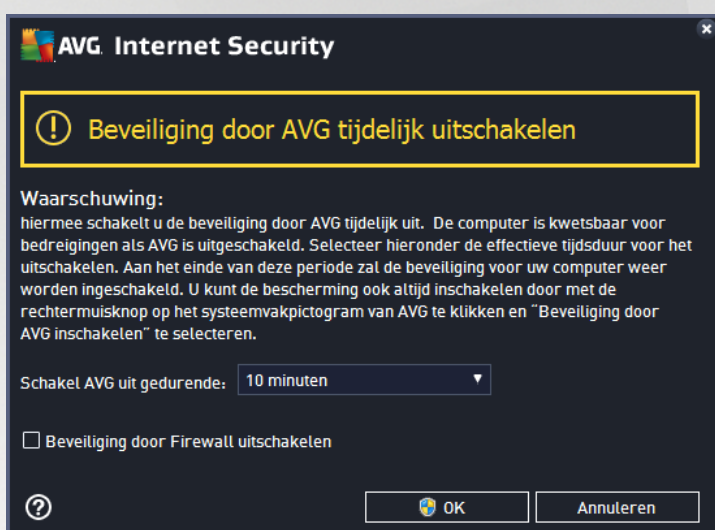 AVG. Internet Security
Beveiliging door AVG tijdelijk uitschakelen
Waarschuwing:
hiermee schakelt u de beveiliging door AVG tijdelijk uit. De computer is kwetsbaar voor
bedreigingen als AVG is uitgeschakeld. Selecteer hieronder de effectieve tijdsduur voor het
uitschakelen. Aan het einde van deze periode zal de beveiliging voor uw computer weer
worden ingeschakeld. U kunt de bescherming ook altijd inschakelen door met de
rechtermuisknop op het systeemvakpictogram van AVG te klikken en "Beveiliging door
AVG inschakelen" te selecteren.
Schakel AVG uit gedurende: 10 minuten
Beveiliging door Firewall uitschakelen
OK Annuleren